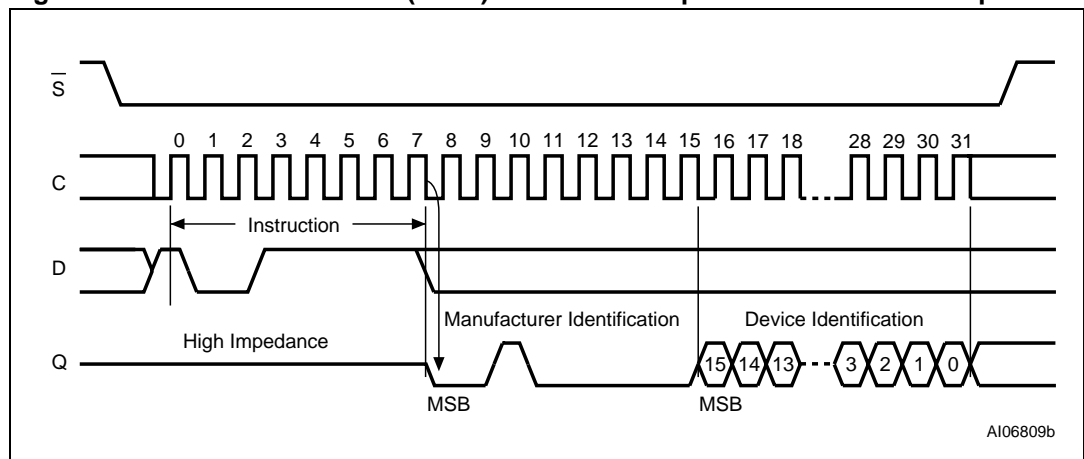 S
0 1 2 3 4 5 6 7 8 9 10 11 12 13 14 15 16 17 18 28 29 30 31
C
Instruction
D
Manufacturer Identification Device Identification
High Impedance
Q 15 14 13 3 2 1 0
MSB MSB
AI06809b